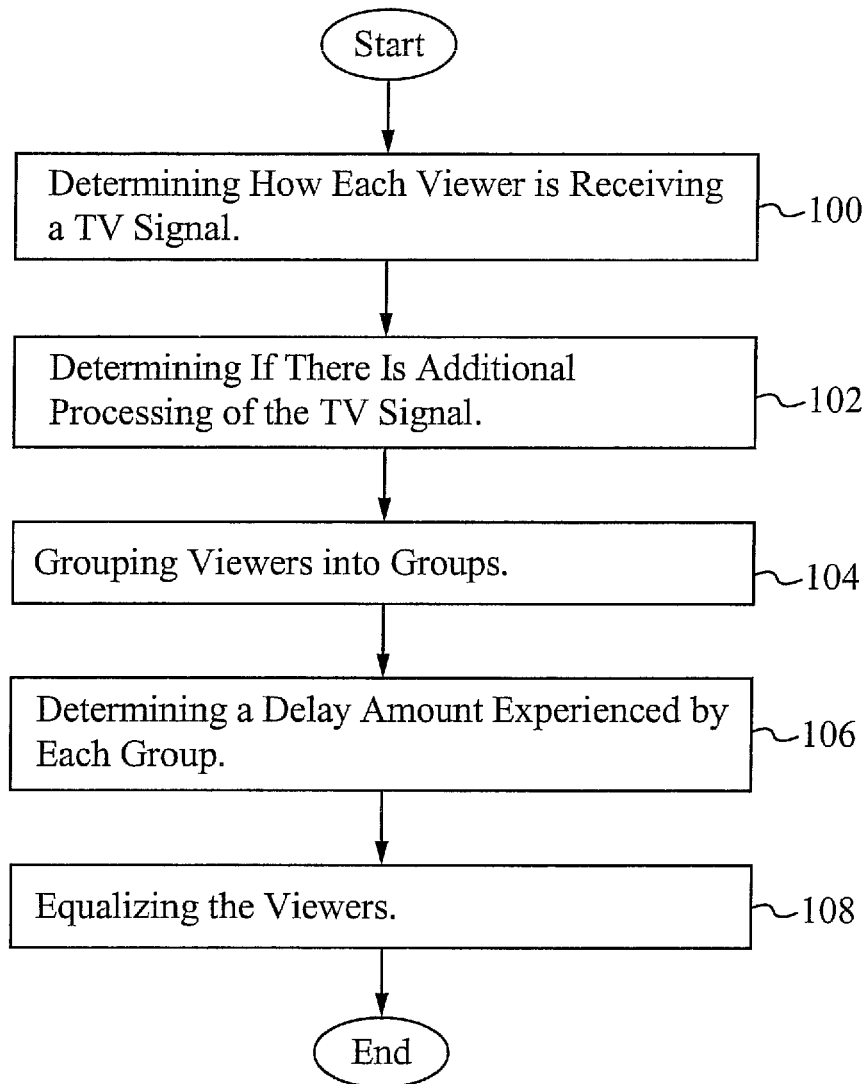 Start
Determining How Each Viewer is Receiving
a TV Signal.
100
Determining If There Is Additional
Processing of the TV Signal.
102
Grouping Viewers into Groups.
104
Determining a Delay Amount Experienced by
Each Group.
106
Equalizing the Viewers.
108
End